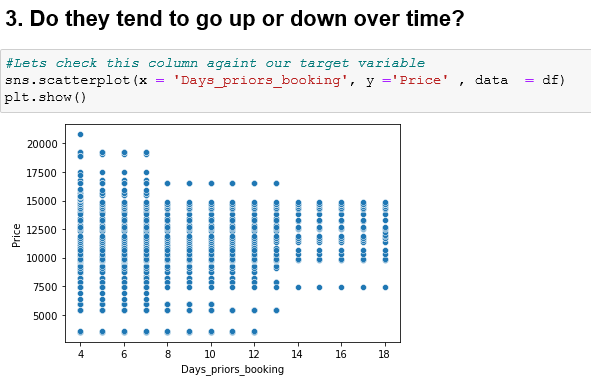 3. Do they tend to go up or down over time?
#Lets check this column againt our target variable
sns.scatterplot(x = 'Days_priors_booking', y ='Price' , data  = df)
plt.show()
20000
17500
15000
12500
10000
7500
5000
Price
4 6 8 10 12 14 16 18
Days_priors_booking